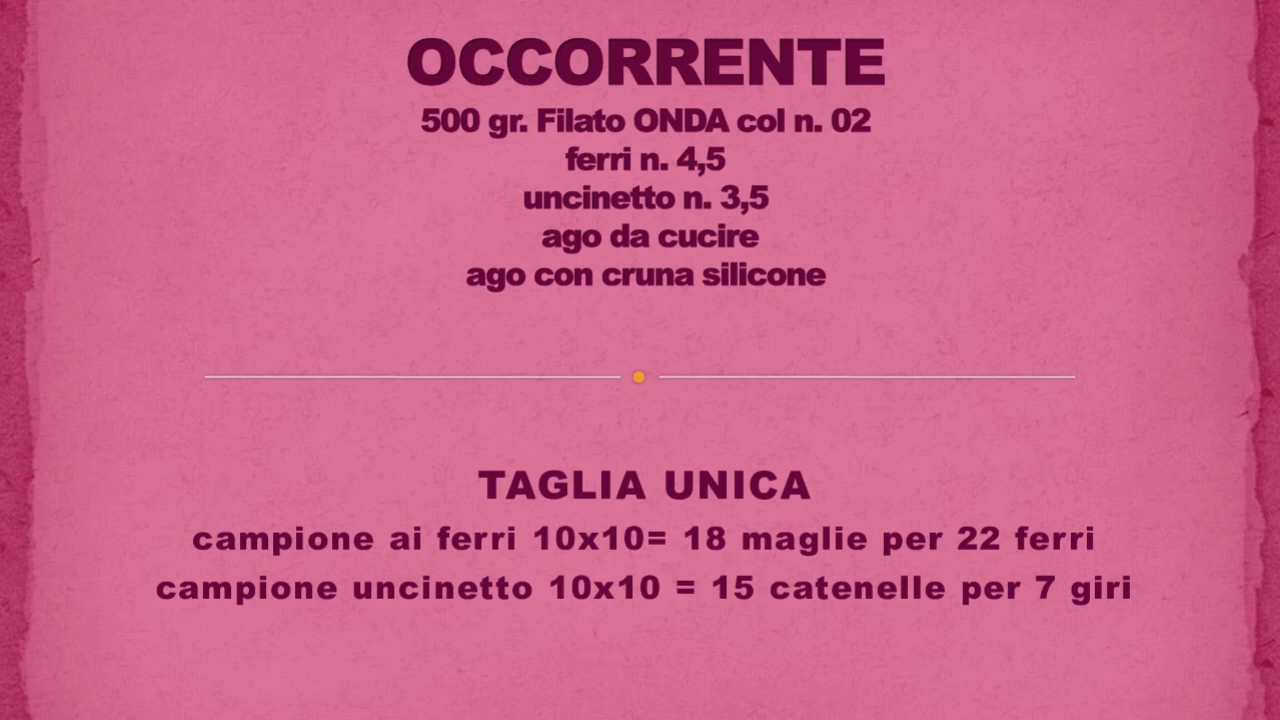 OCCORRENTE
500 gr. Filato ONDA col n. 02
ferri n. 4,5
uncinetto n. 3,5
ago da cucire
ago con cruna silicone
TAGLIA UNICA
campione ai ferri 10x10= 18 maglie per 22 ferri
campione uncinetto 10x10 = 15 catenelle per 7 giri